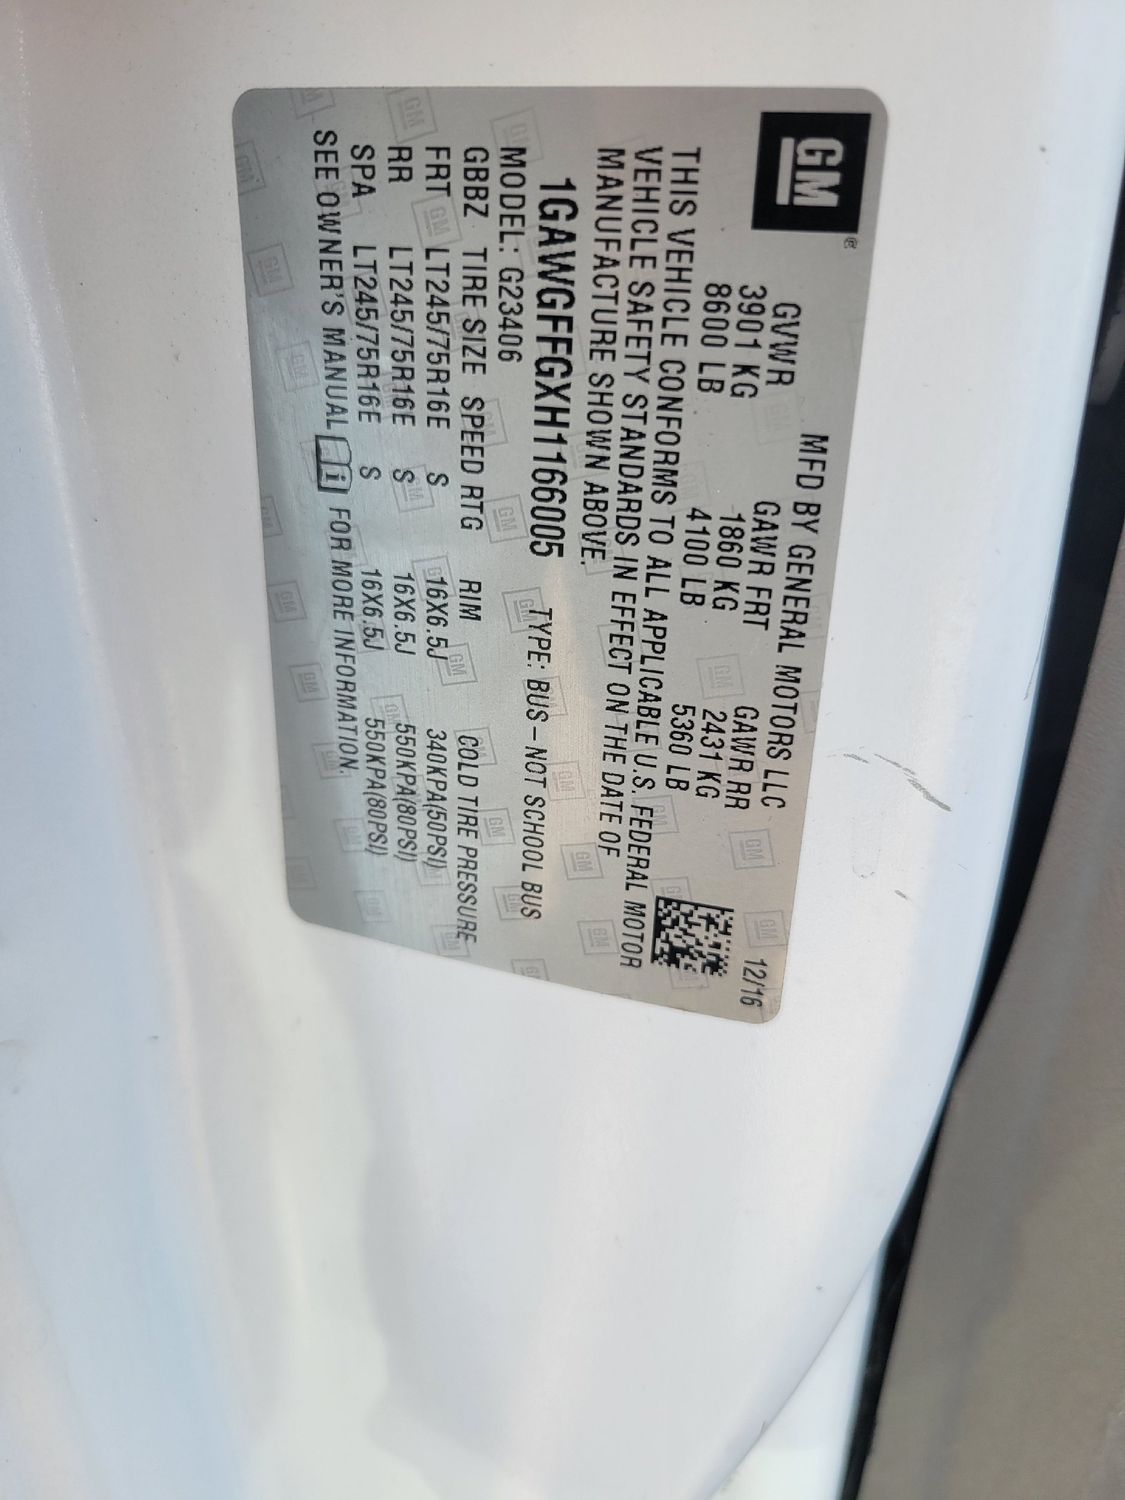 GM®
MFD BY GENERAL MOTORS LLC 12/16
GVWR GAWR FRT GAWR RR
3901 KG 1860 KG 2431 KG
8600 LB 4100 LB 5360 LB
THIS VEHICLE CONFORMS TO ALL APPLICABLE U.S. FEDERAL MOTOR
VEHICLE SAFETY STANDARDS IN EFFECT ON THE DATE OF
MANUFACTURE SHOWN ABOVE.
1GAWGFFGXH1166005 TYPE: BUS – NOT SCHOOL BUS
MODEL: G23406
GBBZ TIRE SIZE SPEED RTG RIM COLD TIRE PRESSURE
FRT LT245/75R16E S 16X6.5J 340KPA(50PSI)
RR LT245/75R16E S 16X6.5J 550KPA(80PSI)
SPA LT245/75R16E S 16X6.5J 550KPA(80PSI)
SEE OWNER'S MANUAL i FOR MORE INFORMATION.